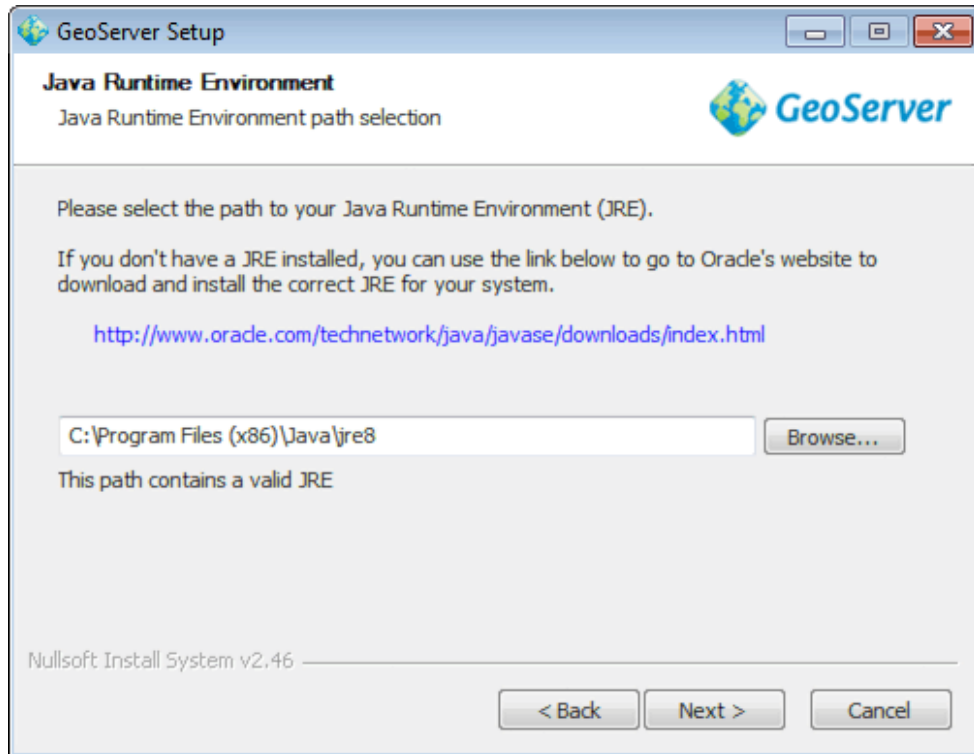 GeoServer Setup
Java Runtime Environment
Java Runtime Environment path selection
GeoServer
Please select the path to your Java Runtime Environment (JRE).
If you don't have a JRE installed, you can use the link below to go to Oracle's website to
download and install the correct JRE for your system.
http://www.oracle.com/technetwork/java/javase/downloads/index.html
C:\Program Files (x86)\Java\jre8
Browse...
This path contains a valid JRE
Nullsoft Install System v2.46
< Back
Next >
Cancel